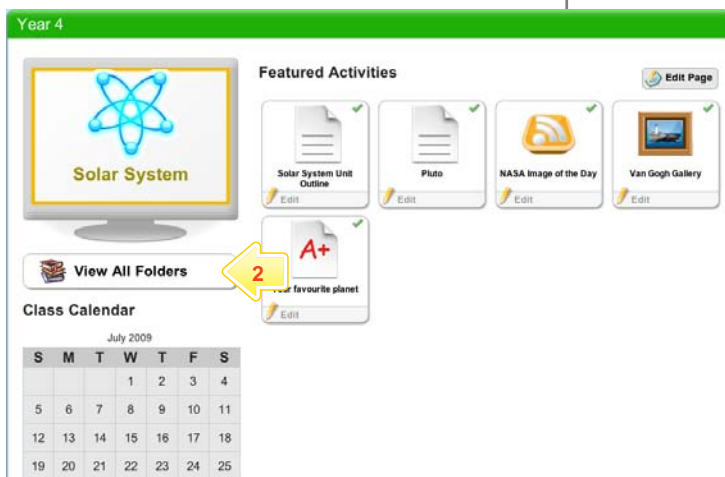 Year 4
Solar System
View All Folders
2
Class Calendar
July 2009
S M T W T F S
1 2 3 4
5 6 7 8 9 10 11
12 13 14 15 16 17 18
19 20 21 22 23 24 25
Featured Activities
Edit Page
Solar System Unit
Outline
Edit
Pluto
Edit
NASA Image of the Day
Edit
Van Gogh Gallery
Edit
A+
favourite planet
Edit